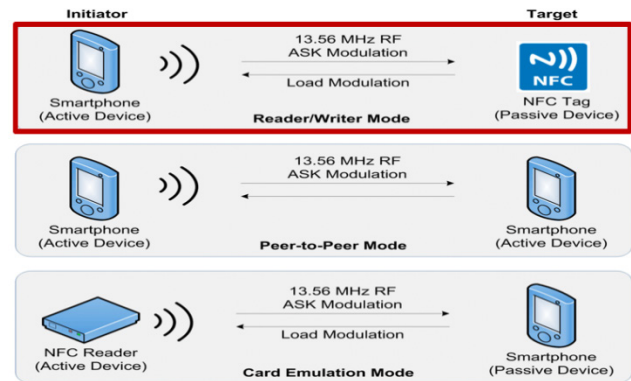 Initiator
Target
13.56 MHz RF
ASK Modulation
Load Modulation
NFC
Smartphone
(Active Device)
Reader/Writer Mode
NFC Tag
(Passive Device)
13.56 MHz RF
ASK Modulation
Smartphone
(Active Device)
Peer-to-Peer Mode
Smartphone
(Active Device)
13.56 MHz RF
ASK Modulation
Load Modulation
NFC Reader
(Active Device)
Card Emulation Mode
Smartphone
(Passive Device)